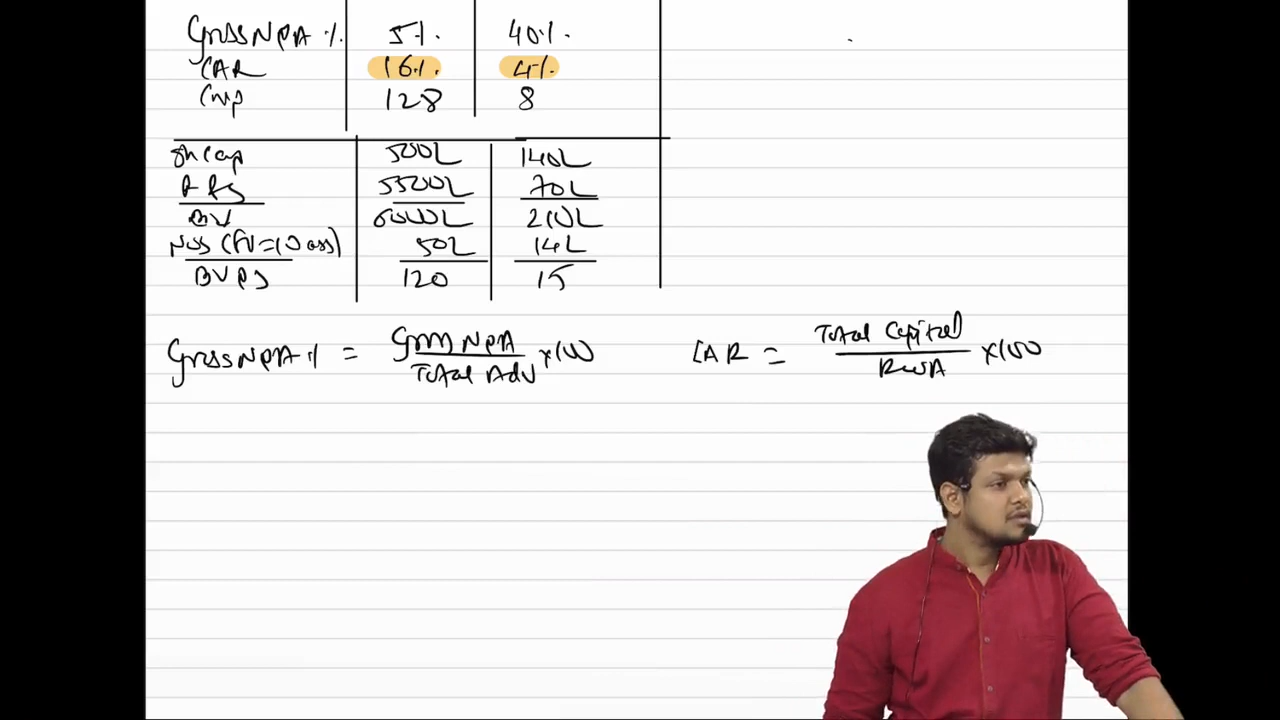 Gross NPA % 5% 40%
CAR 16% 4%
CMP 128 8
Sh Cap 500L 140L
R&S 5500L 70L
BV 6000L 210L
NOS (FV=10 ass) 50L 14L
BVPS 120 15
Gross NPA % = Gross NPA / Total Adv × 100
CAR = Total Capital / RWA × 100